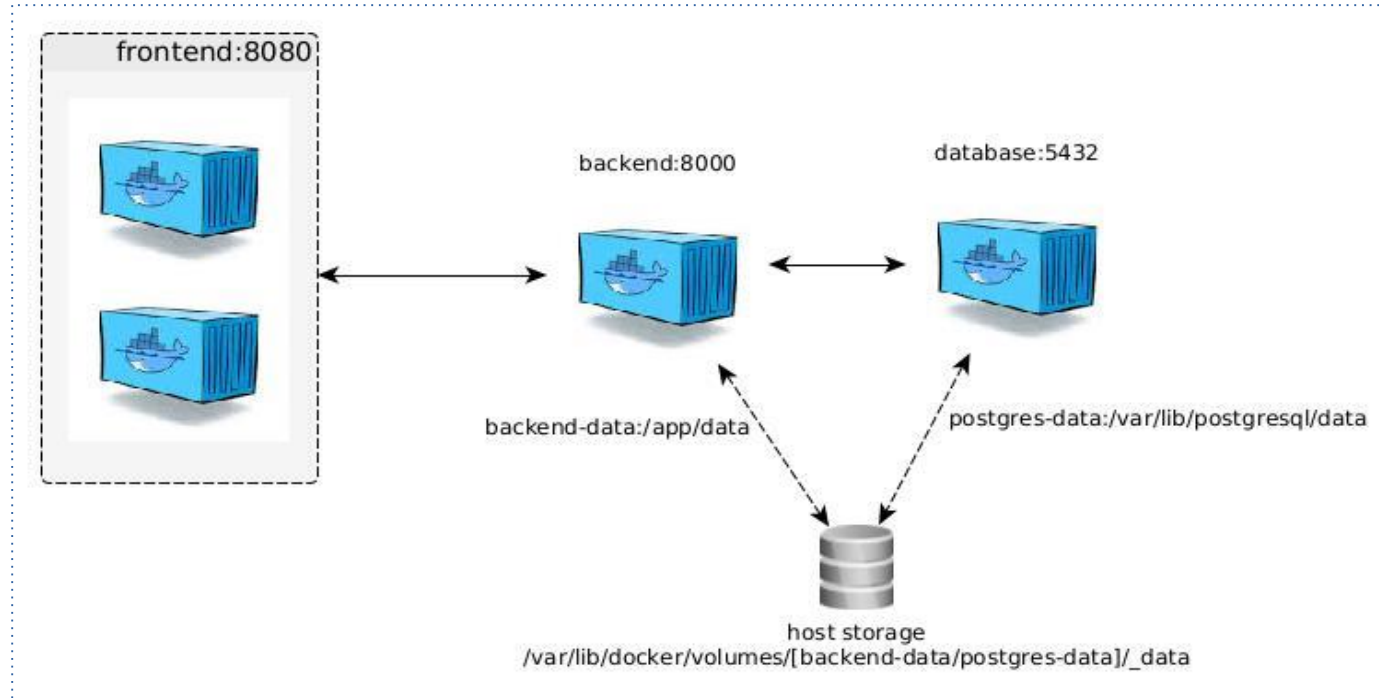 frontend:8080
backend:8000
database:5432
backend-data:/app/data
postgres-data:/var/lib/postgresql/data
host storage
/var/lib/docker/volumes/[backend-data/postgres-data]/_data